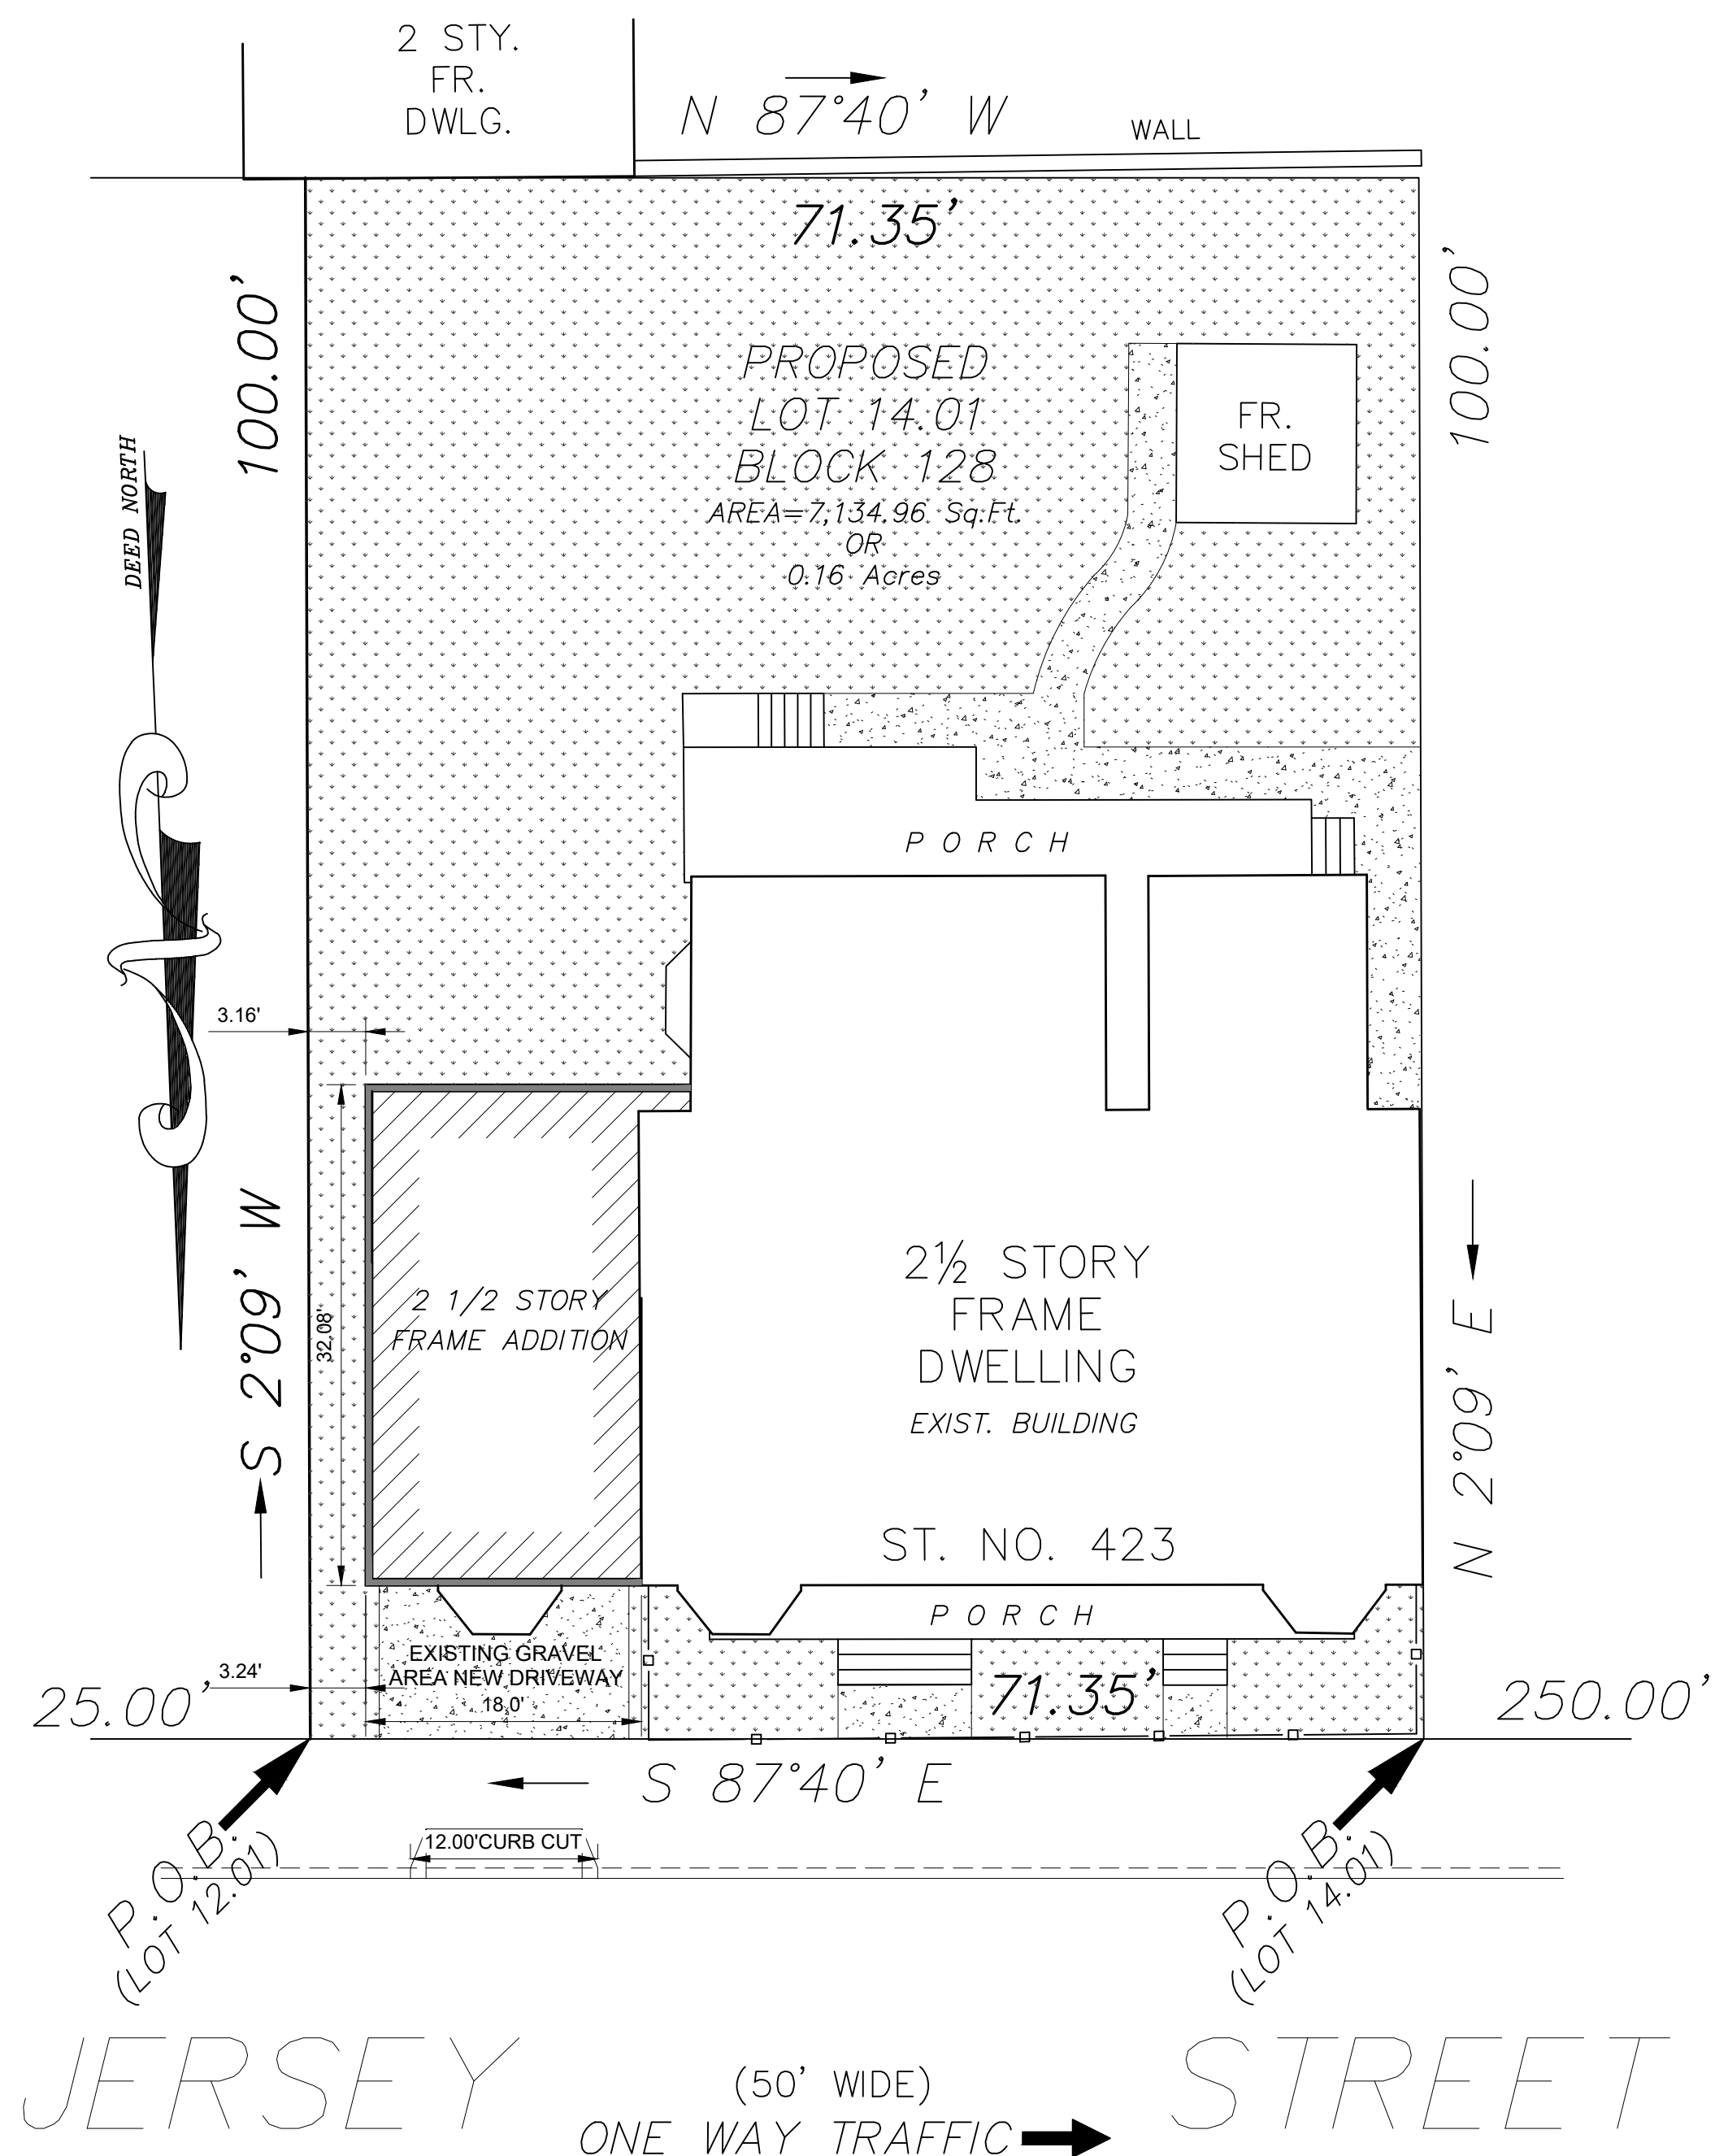 2 STY.
FR.
DWLG.
N 87°40' W
WALL
71.35'
100.00'
100.00'
PROPOSED
LOT 14.01
BLOCK 128
AREA=7,134.96 Sq.Ft.
OR
0.16 Acres
FR.
SHED
DEED NORTH
PORCH
3.16'
S 2°09' W
32.08'
2 1/2 STORY
FRAME ADDITION
2½ STORY
FRAME
DWELLING
EXIST. BUILDING
ST. NO. 423
N 2°09' E
PORCH
EXISTING GRAVEL
AREA NEW DRIVEWAY
18.0'
3.24'
71.35'
25.00'
250.00'
S 87°40' E
12.00'CURB CUT
P.O.B.
(LOT 12.01)
P.O.B.
(LOT 14.01)
JERSEY STREET
(50' WIDE)
ONE WAY TRAFFIC